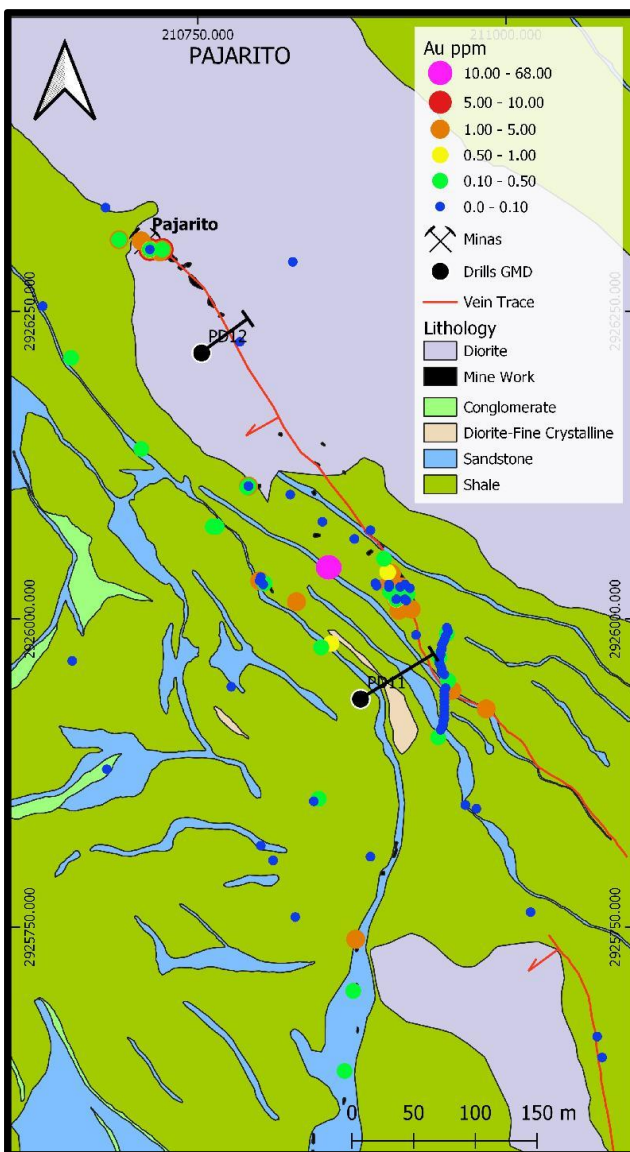 210750.000
211000.000
PAJARITO
Au ppm
10.00 - 68.00
5.00 - 10.00
1.00 - 5.00
0.50 - 1.00
0.10 - 0.50
0.0 - 0.10
Minas
Drills GMD
Vein Trace
Lithology
Diorite
Mine Work
Conglomerate
Diorite-Fine Crystalline
Sandstone
Shale
Pajarito
2926250.000
2926250.000
PD12
2926000.000
2926000.000
PD11
2925750.000
2925750.000
0 50 100 150 m